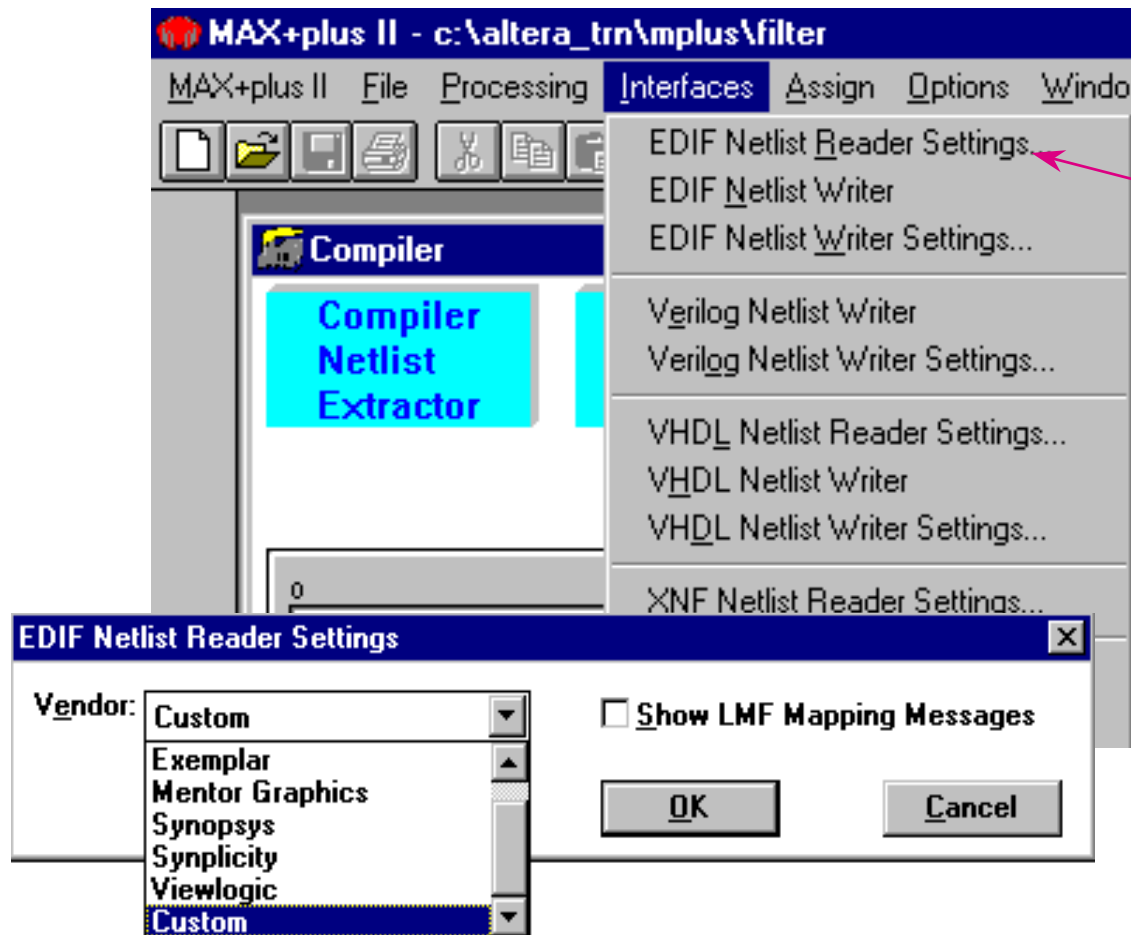 MAX+plus II - c:\altera_trn\mplus\filter
MAX+plus II File Processing Interfaces Assign Options Windo
EDIF Netlist Reader Settings...
EDIF Netlist Writer
EDIF Netlist Writer Settings...
Compiler
Compiler
Netlist
Extractor
Verilog Netlist Writer
Verilog Netlist Writer Settings...
VHDL Netlist Reader Settings...
VHDL Netlist Writer
VHDL Netlist Writer Settings...
0
XNF Netlist Reader Settings...
EDIF Netlist Reader Settings
Vendor: Custom
Show LMF Mapping Messages
Exemplar
Mentor Graphics
Synopsys
Synplicity
Viewlogic
Custom
OK Cancel